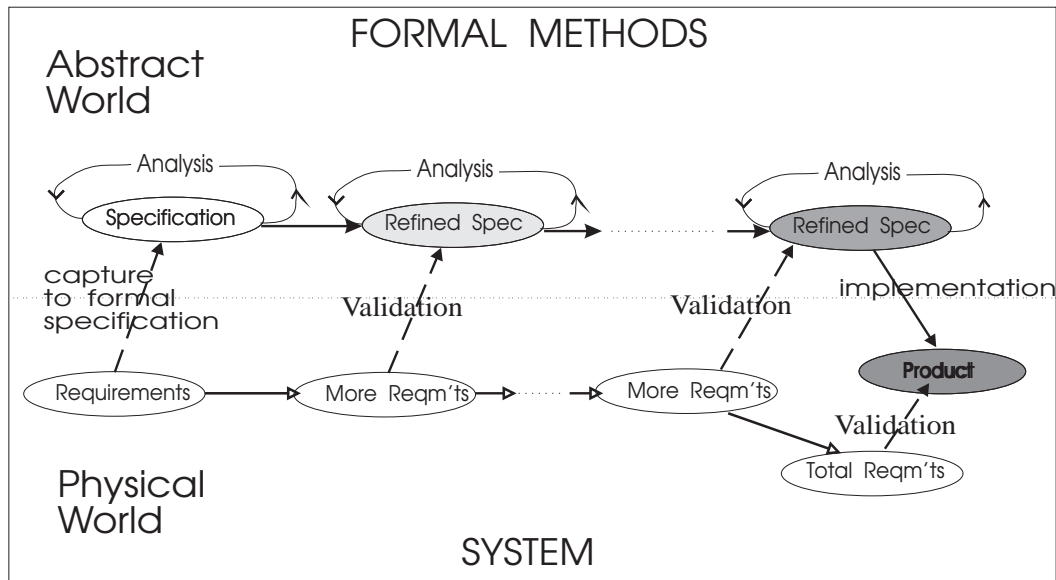 FORMAL METHODS
Abstract
World
Analysis
Analysis
Analysis
Specification
Refined Spec
Refined Spec
capture
to formal
specification
Validation
Validation
implementation
Requirements
More Reqm'ts
More Reqm'ts
Product
Validation
Total Reqm'ts
Physical
World
SYSTEM